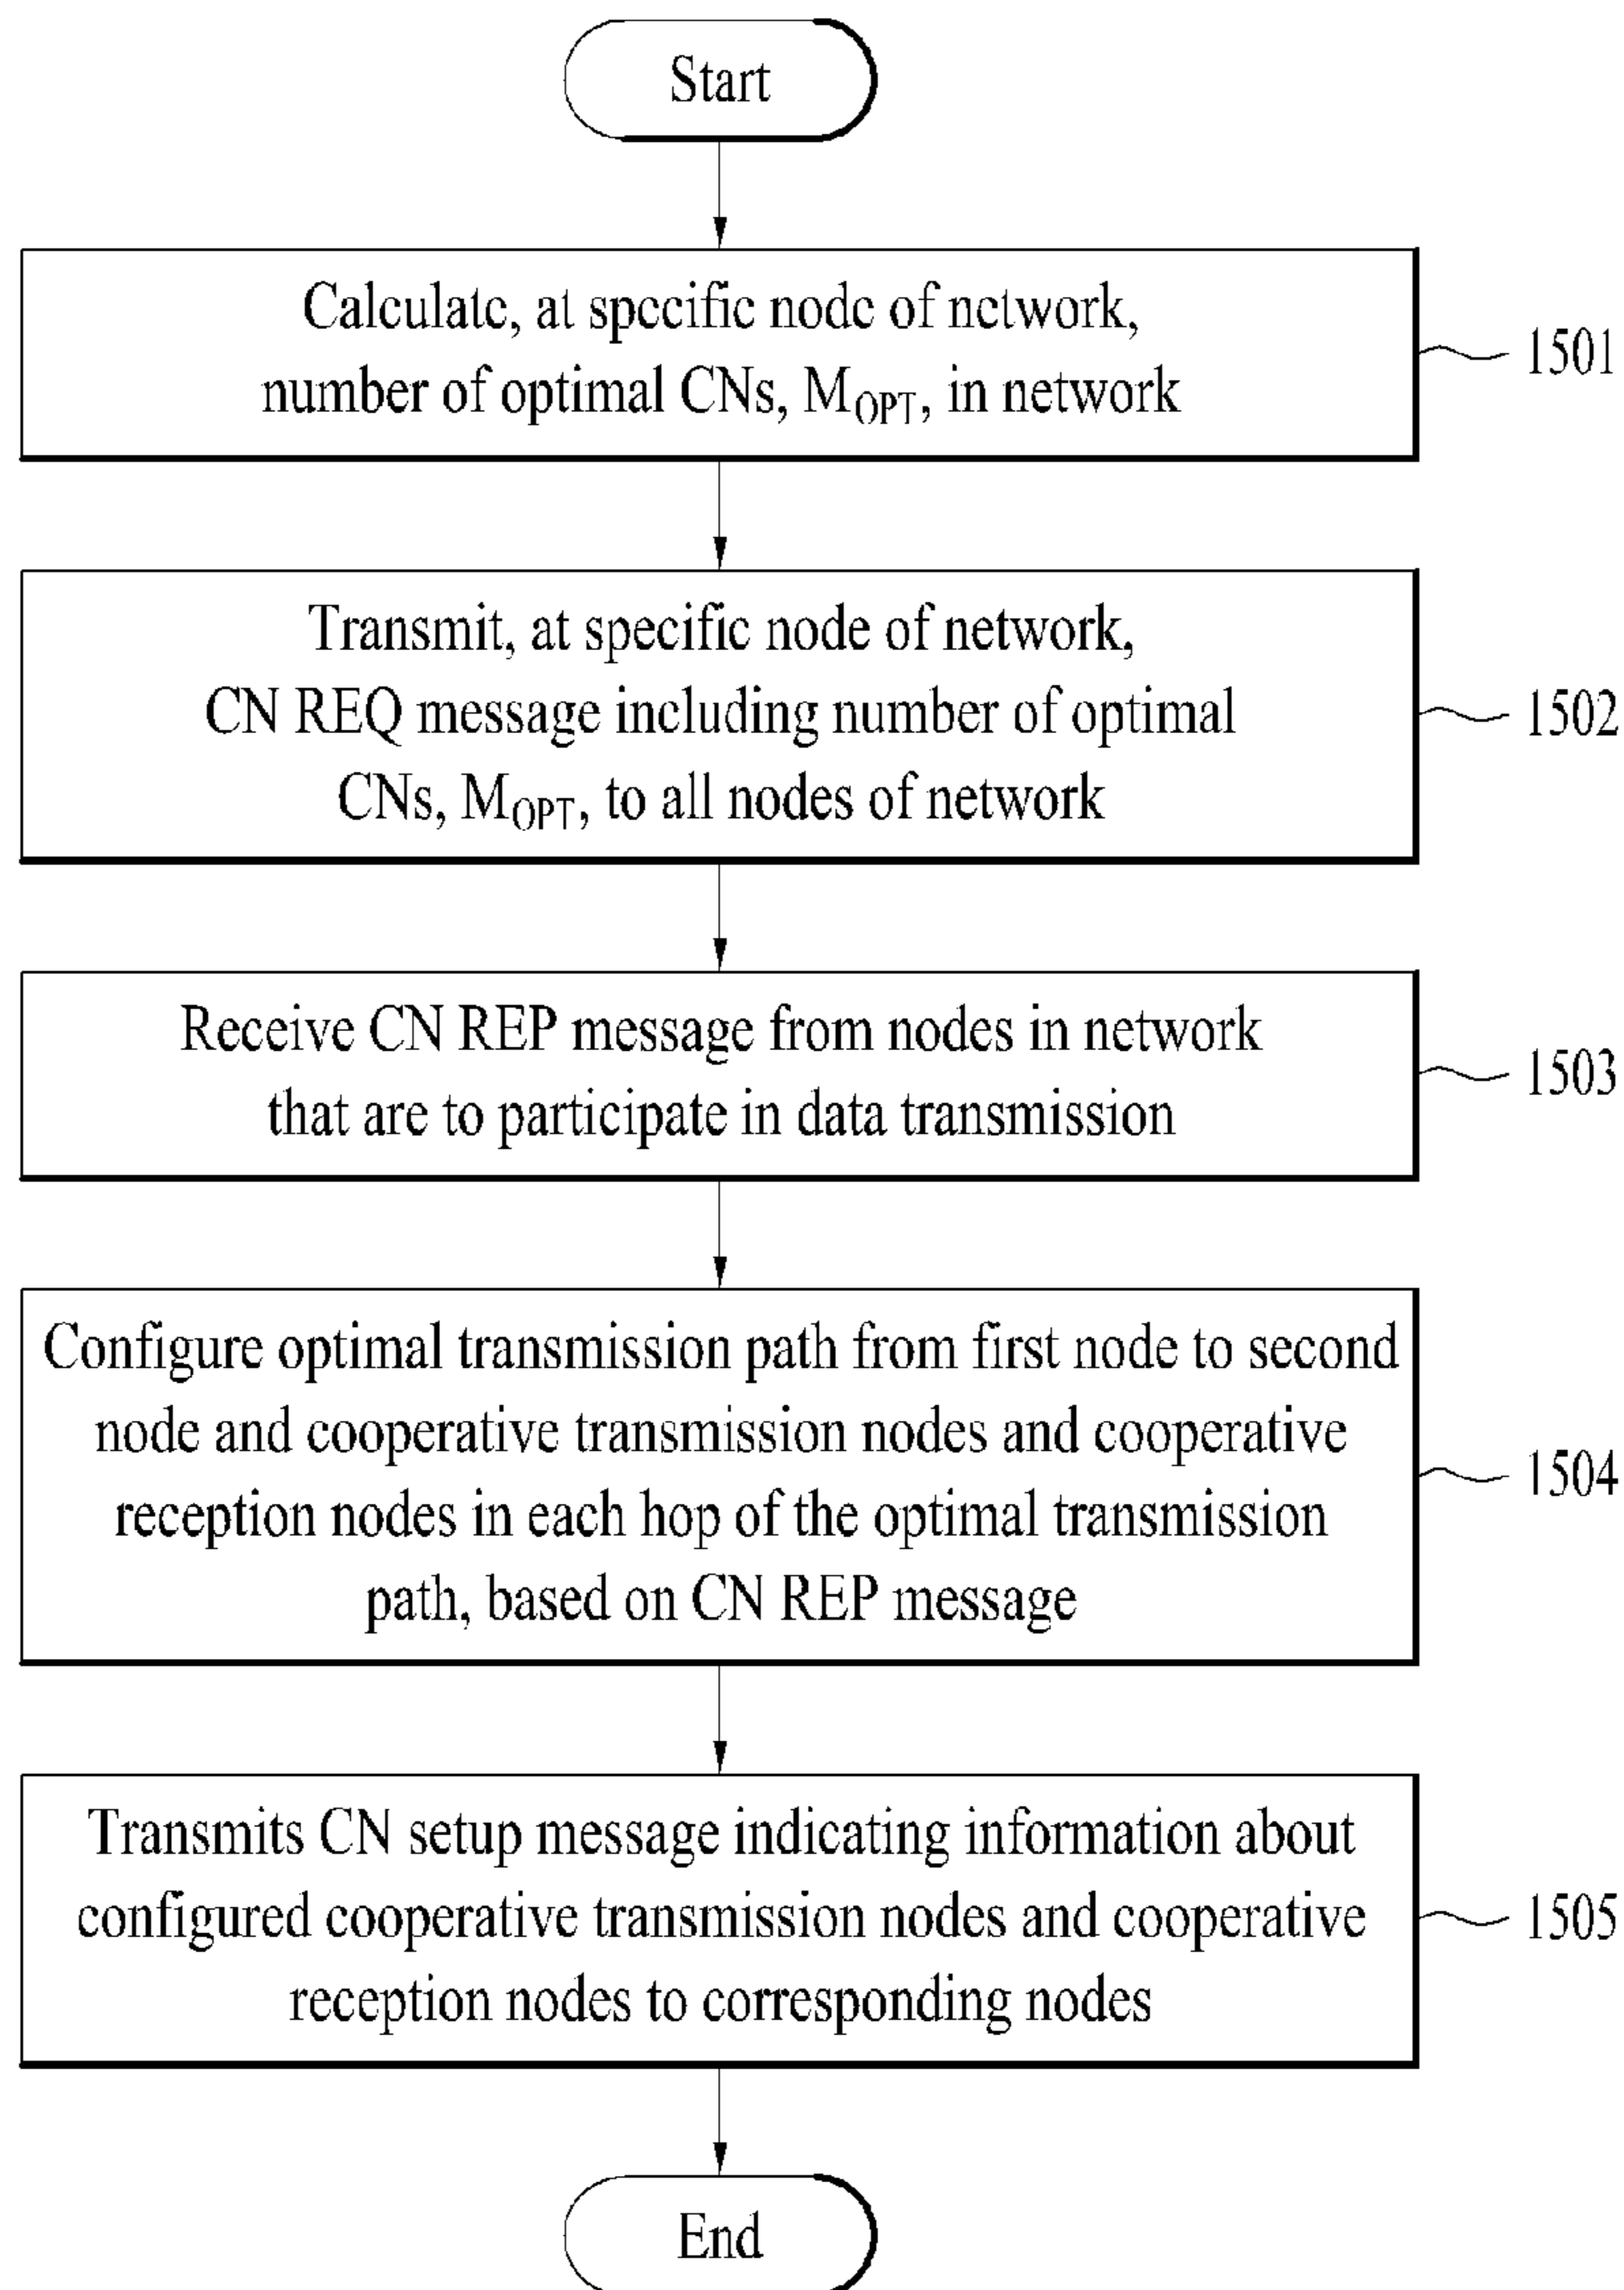 Start
Calculate, at specific node of network,
number of optimal CNs, M_OPT, in network
1501
Transmit, at specific node of network,
CN REQ message including number of optimal
CNs, M_OPT, to all nodes of network
1502
Receive CN REP message from nodes in network
that are to participate in data transmission
1503
Configure optimal transmission path from first node to second
node and cooperative transmission nodes and cooperative
reception nodes in each hop of the optimal transmission
path, based on CN REP message
1504
Transmits CN setup message indicating information about
configured cooperative transmission nodes and cooperative
reception nodes to corresponding nodes
1505
End